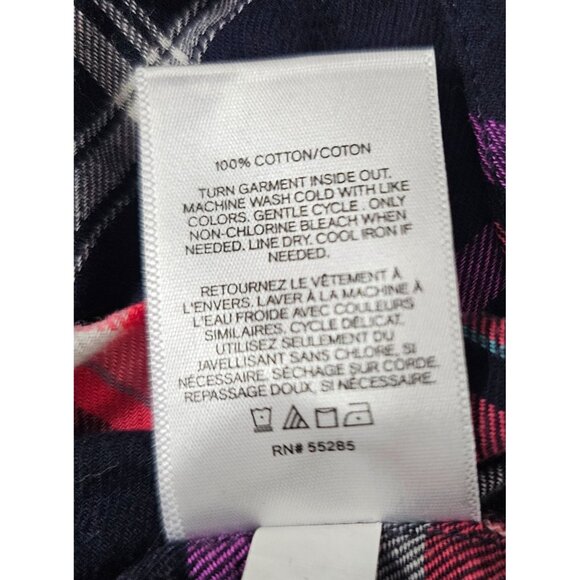 100% COTTON/COTON
TURN GARMENT INSIDE OUT.
MACHINE WASH COLD WITH LIKE
COLORS. GENTLE CYCLE . ONLY
NON-CHLORINE BLEACH WHEN
NEEDED. LINE DRY. COOL IRON IF
NEEDED.
RETOURNEZ LE VÊTEMENT À
L'ENVERS. LAVER À LA MACHINE À
L'EAU FROIDE AVEC COULEURS
SIMILAIRES. CYCLE DÉLICAT.
UTILISEZ SEULEMENT DU
JAVELLISANT SANS CHLORE, SI
NÉCESSAIRE. SÉCHAGE SUR CORDE.
REPASSAGE DOUX, SI NÉCESSAIRE.
RN# 55285